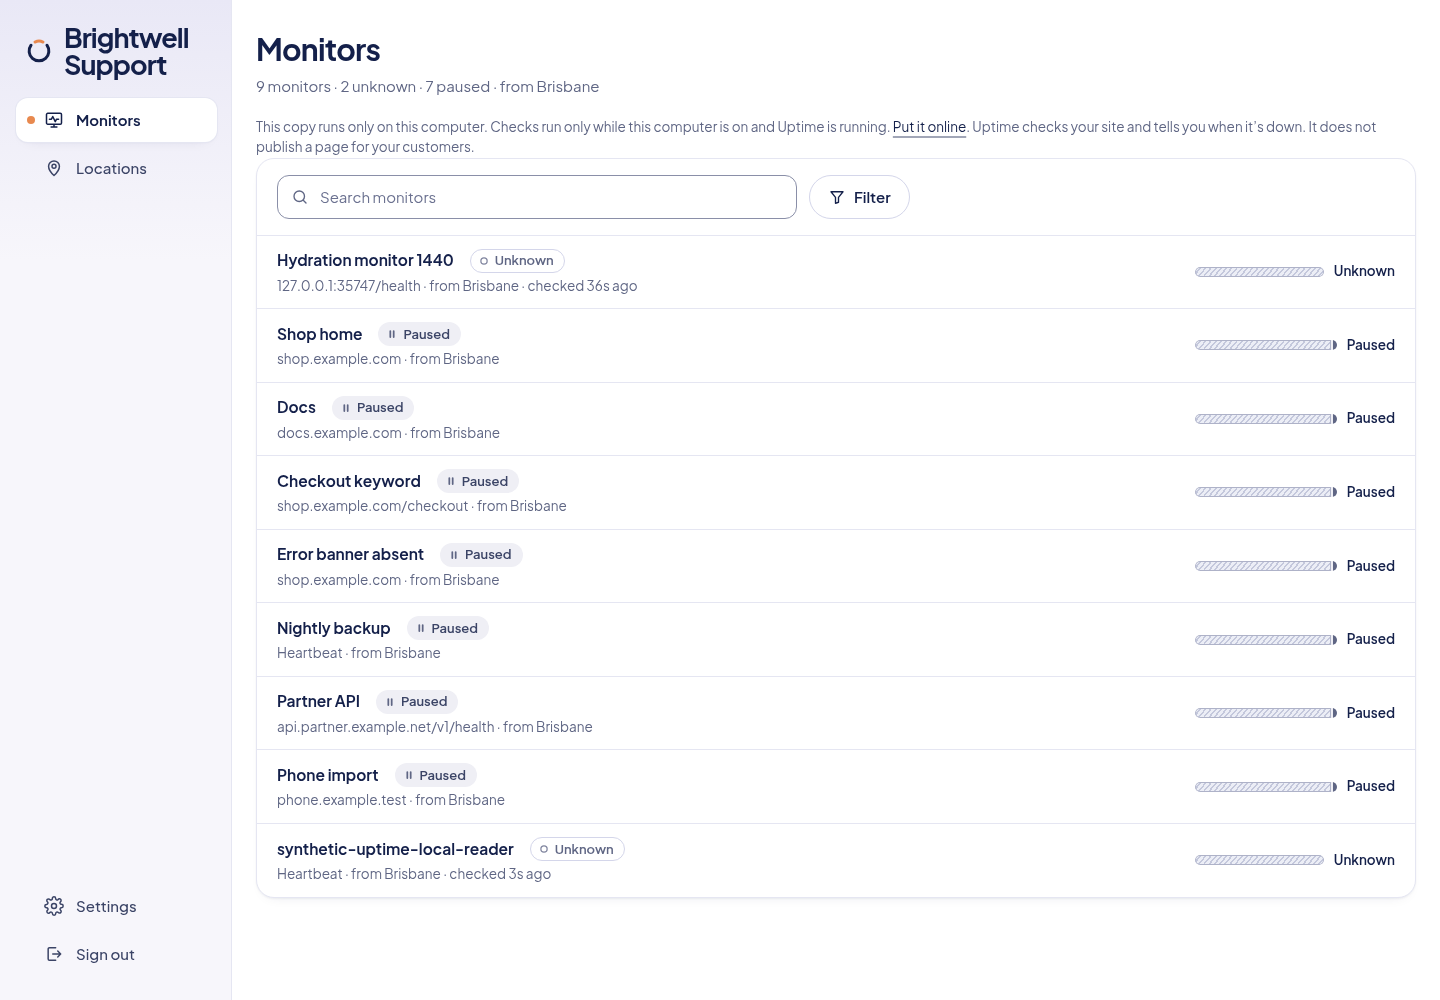 Brightwell
Support
Monitors
Locations
Settings
Sign out
Monitors
9 monitors · 2 unknown · 7 paused · from Brisbane
This copy runs only on this computer. Checks run only while this computer is on and Uptime is running. Put it online. Uptime checks your site and tells you when it's down. It does not
publish a page for your customers.
Search monitors
Filter
Hydration monitor 1440 Unknown
127.0.0.1:35747/health · from Brisbane · checked 36s ago
Unknown
Shop home Paused
shop.example.com · from Brisbane
Paused
Docs Paused
docs.example.com · from Brisbane
Paused
Checkout keyword Paused
shop.example.com/checkout · from Brisbane
Paused
Error banner absent Paused
shop.example.com · from Brisbane
Paused
Nightly backup Paused
Heartbeat · from Brisbane
Paused
Partner API Paused
api.partner.example.net/v1/health · from Brisbane
Paused
Phone import Paused
phone.example.test · from Brisbane
Paused
synthetic-uptime-local-reader Unknown
Heartbeat · from Brisbane · checked 3s ago
Unknown